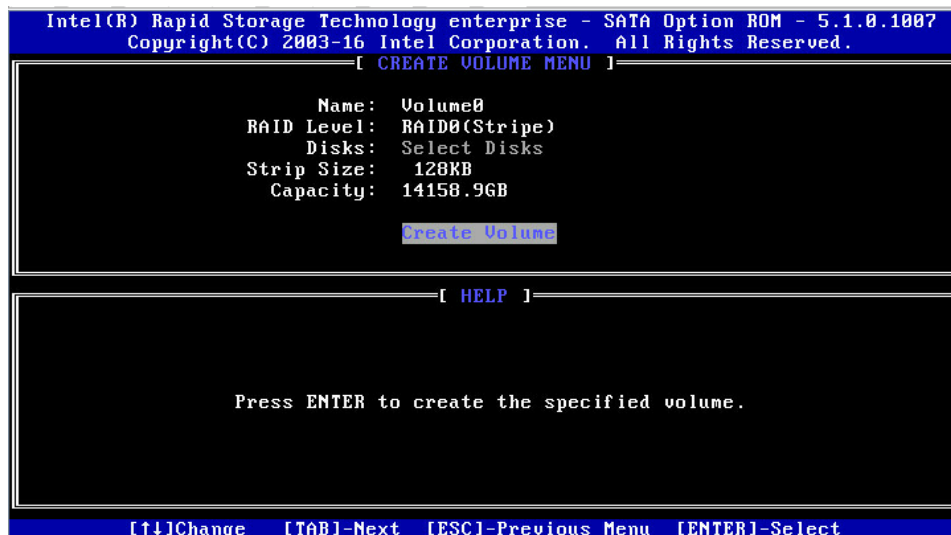 Intel(R) Rapid Storage Technology enterprise - SATA Option ROM - 5.1.0.1007
Copyright(C) 2003-16 Intel Corporation.  All Rights Reserved.
[ CREATE VOLUME MENU ]
Name: Volume0
RAID Level: RAID0(Stripe)
Disks: Select Disks
Strip Size: 128KB
Capacity: 14158.9GB
Create Volume
[ HELP ]
Press ENTER to create the specified volume.
[↑↓]Change [TAB]-Next [ESC]-Previous Menu [ENTER]-Select